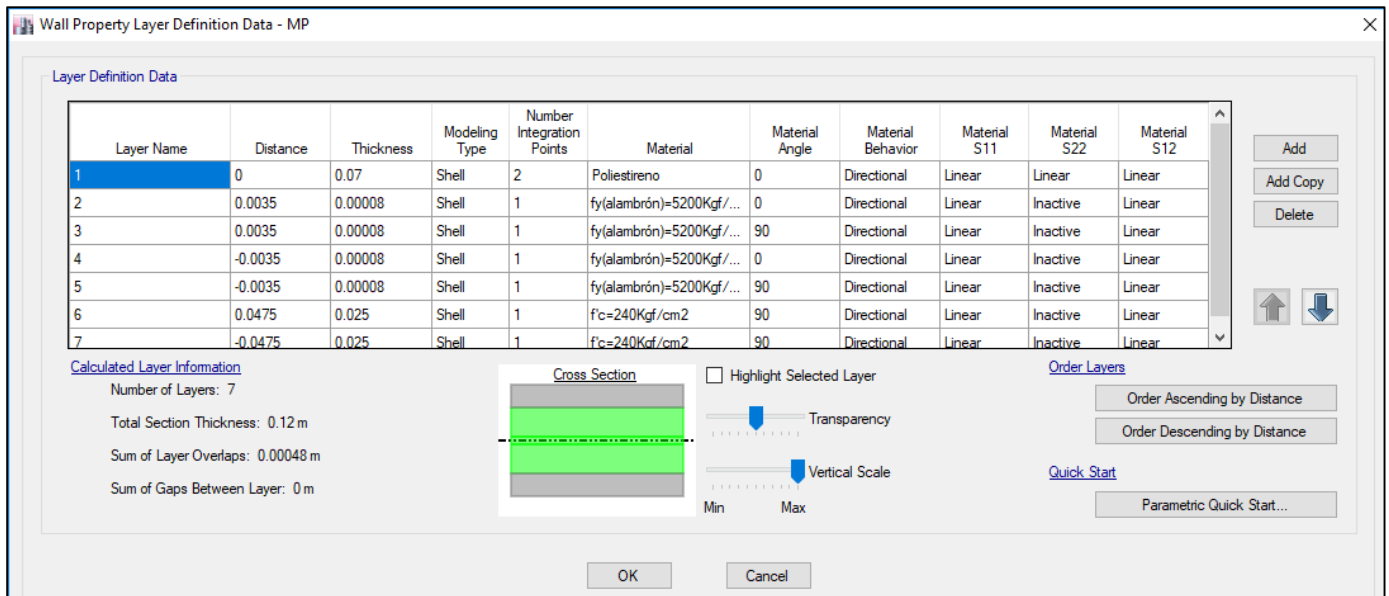 Wall Property Layer Definition Data - MP
Layer Definition Data
Layer Name Distance Thickness Modeling Type Number Integration Points Material Material Angle Material Behavior Material S11 Material S22 Material S12
1 0 0.07 Shell 2 Poliestireno 0 Directional Linear Linear Linear
2 0.0035 0.00008 Shell 1 fy(alambrón)=5200Kgf/... 0 Directional Linear Inactive Linear
3 0.0035 0.00008 Shell 1 fy(alambrón)=5200Kgf/... 90 Directional Linear Inactive Linear
4 -0.0035 0.00008 Shell 1 fy(alambrón)=5200Kgf/... 0 Directional Linear Inactive Linear
5 -0.0035 0.00008 Shell 1 fy(alambrón)=5200Kgf/... 90 Directional Linear Inactive Linear
6 0.0475 0.025 Shell 1 f'c=240Kgf/cm2 90 Directional Linear Inactive Linear
7 -0.0475 0.025 Shell 1 f'c=240Kgf/cm2 90 Directional Linear Inactive Linear
Add
Add Copy
Delete
Calculated Layer Information
Number of Layers: 7
Total Section Thickness: 0.12 m
Sum of Layer Overlaps: 0.00048 m
Sum of Gaps Between Layer: 0 m
Cross Section
Highlight Selected Layer
Transparency
Vertical Scale
Min Max
Order Layers
Order Ascending by Distance
Order Descending by Distance
Quick Start
Parametric Quick Start...
OK Cancel